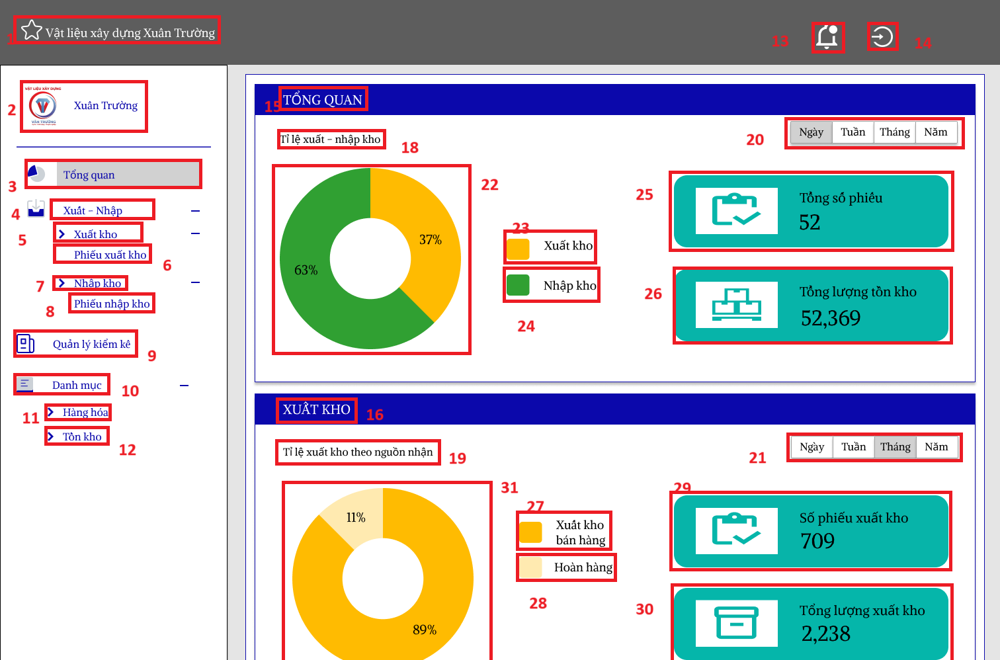 1 Vật liệu xây dựng Xuân Trường
13
14
VẬT LIỆU XÂY DỰNG
VĂN TRƯỜNG
2
Xuân Trường
3
Tổng quan
4
Xuất - Nhập
5
Xuất kho
Phiếu xuất kho
6
7
Nhập kho
8
Phiếu nhập kho
9
Quản lý kiểm kê
10
Danh mục
11
Hàng hóa
Tồn kho
12
15 TỔNG QUAN
Tỉ lệ xuất - nhập kho
18
20
Ngày Tuần Tháng Năm
22
37%
63%
23
Xuất kho
Nhập kho
24
25
Tổng số phiếu
52
26
Tổng lượng tồn kho
52,369
XUẤT KHO 16
Tỉ lệ xuất kho theo nguồn nhận
19
21
Ngày Tuần Tháng Năm
31
11%
89%
27
Xuất kho
bán hàng
Hoàn hàng
28
29
Số phiếu xuất kho
709
30
Tổng lượng xuất kho
2,238